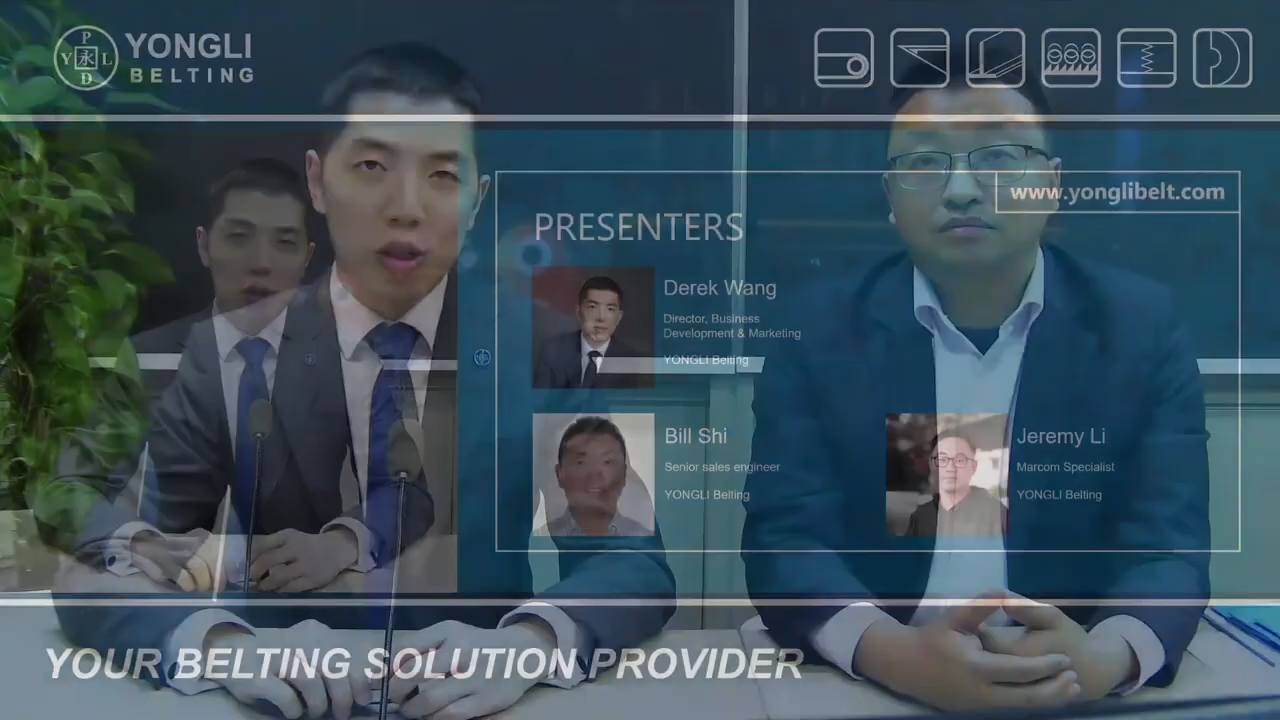 P
Y 永 L
D
YONGLI
BELTING
www.yonglibelt.com
PRESENTERS
Derek Wang
Director, Business
Development & Marketing
YONGLI Belting
Bill Shi
Senior sales engineer
YONGLI Belting
Jeremy Li
Marcom Specialist
YONGLI Belting
YOUR BELTING SOLUTION PROVIDER